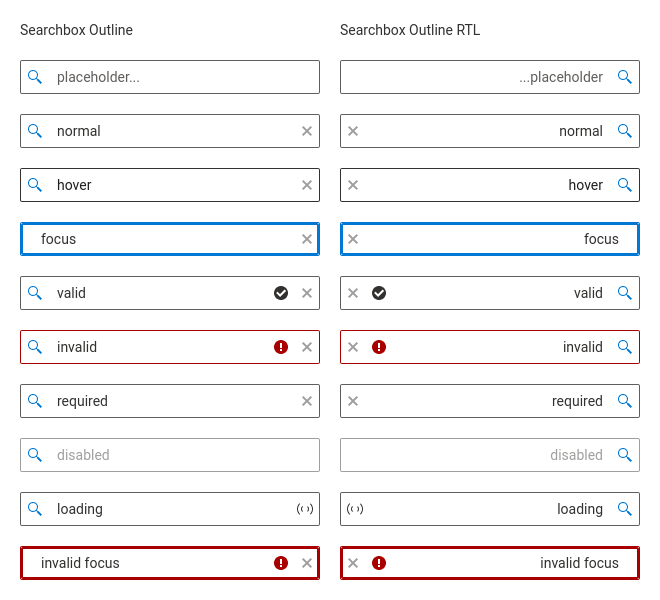 Searchbox Outline
placeholder...
normal
hover
focus
valid
invalid
required
disabled
loading
invalid focus
Searchbox Outline RTL
...placeholder
normal
hover
focus
valid
invalid
required
disabled
loading
invalid focus